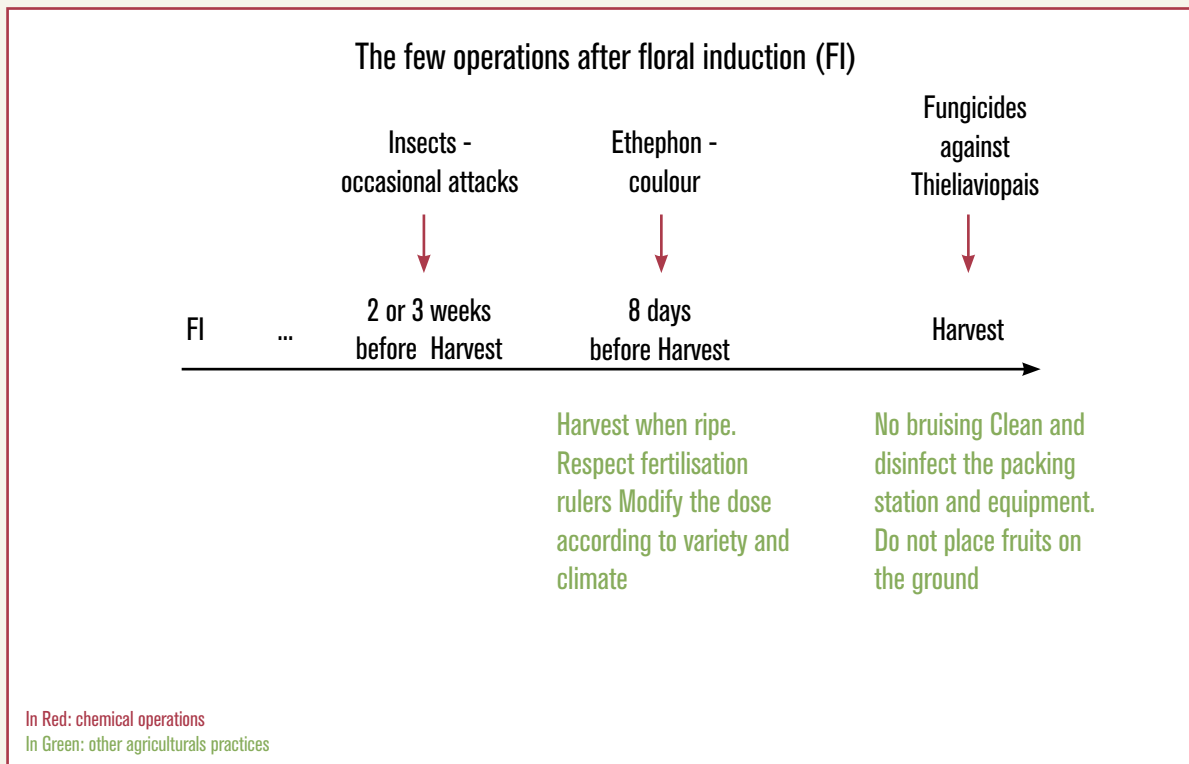 The few operations after floral induction (FI)
Insects -
occasional attacks
Ethephon -
coulour
Fungicides
against
Thieliaviopais
FI
...
2 or 3 weeks
before Harvest
8 days
before Harvest
Harvest
Harvest when ripe.
Respect fertilisation
rulers Modify the dose
according to variety and
climate
No bruising Clean and
disinfect the packing
station and equipment.
Do not place fruits on
the ground
In Red: chemical operations
In Green: other agriculturals practices